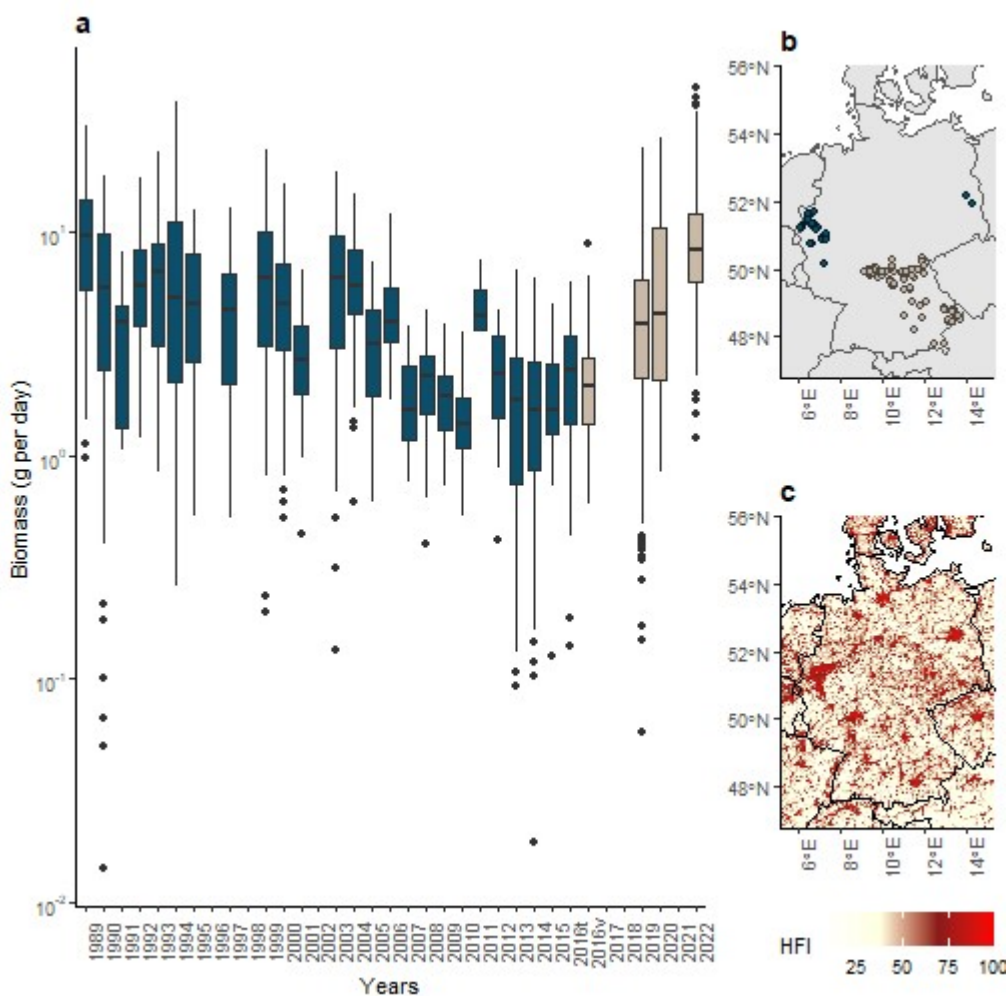 a
Biomass (g per day)
10¹
10⁰
10⁻¹
10⁻²
1989
1990
1991
1992
1993
1994
1995
1996
1997
1998
1999
2000
2001
2002
2003
2004
2005
2006
2007
2008
2009
2010
2011
2012
2013
2014
2015
2016t
2016v
2017
2018
2019
2020
2021
2022
Years
b
56°N
54°N
52°N
50°N
48°N
6°E
8°E
10°E
12°E
14°E
c
56°N
54°N
52°N
50°N
48°N
6°E
8°E
10°E
12°E
14°E
HFI
25 50 75 100